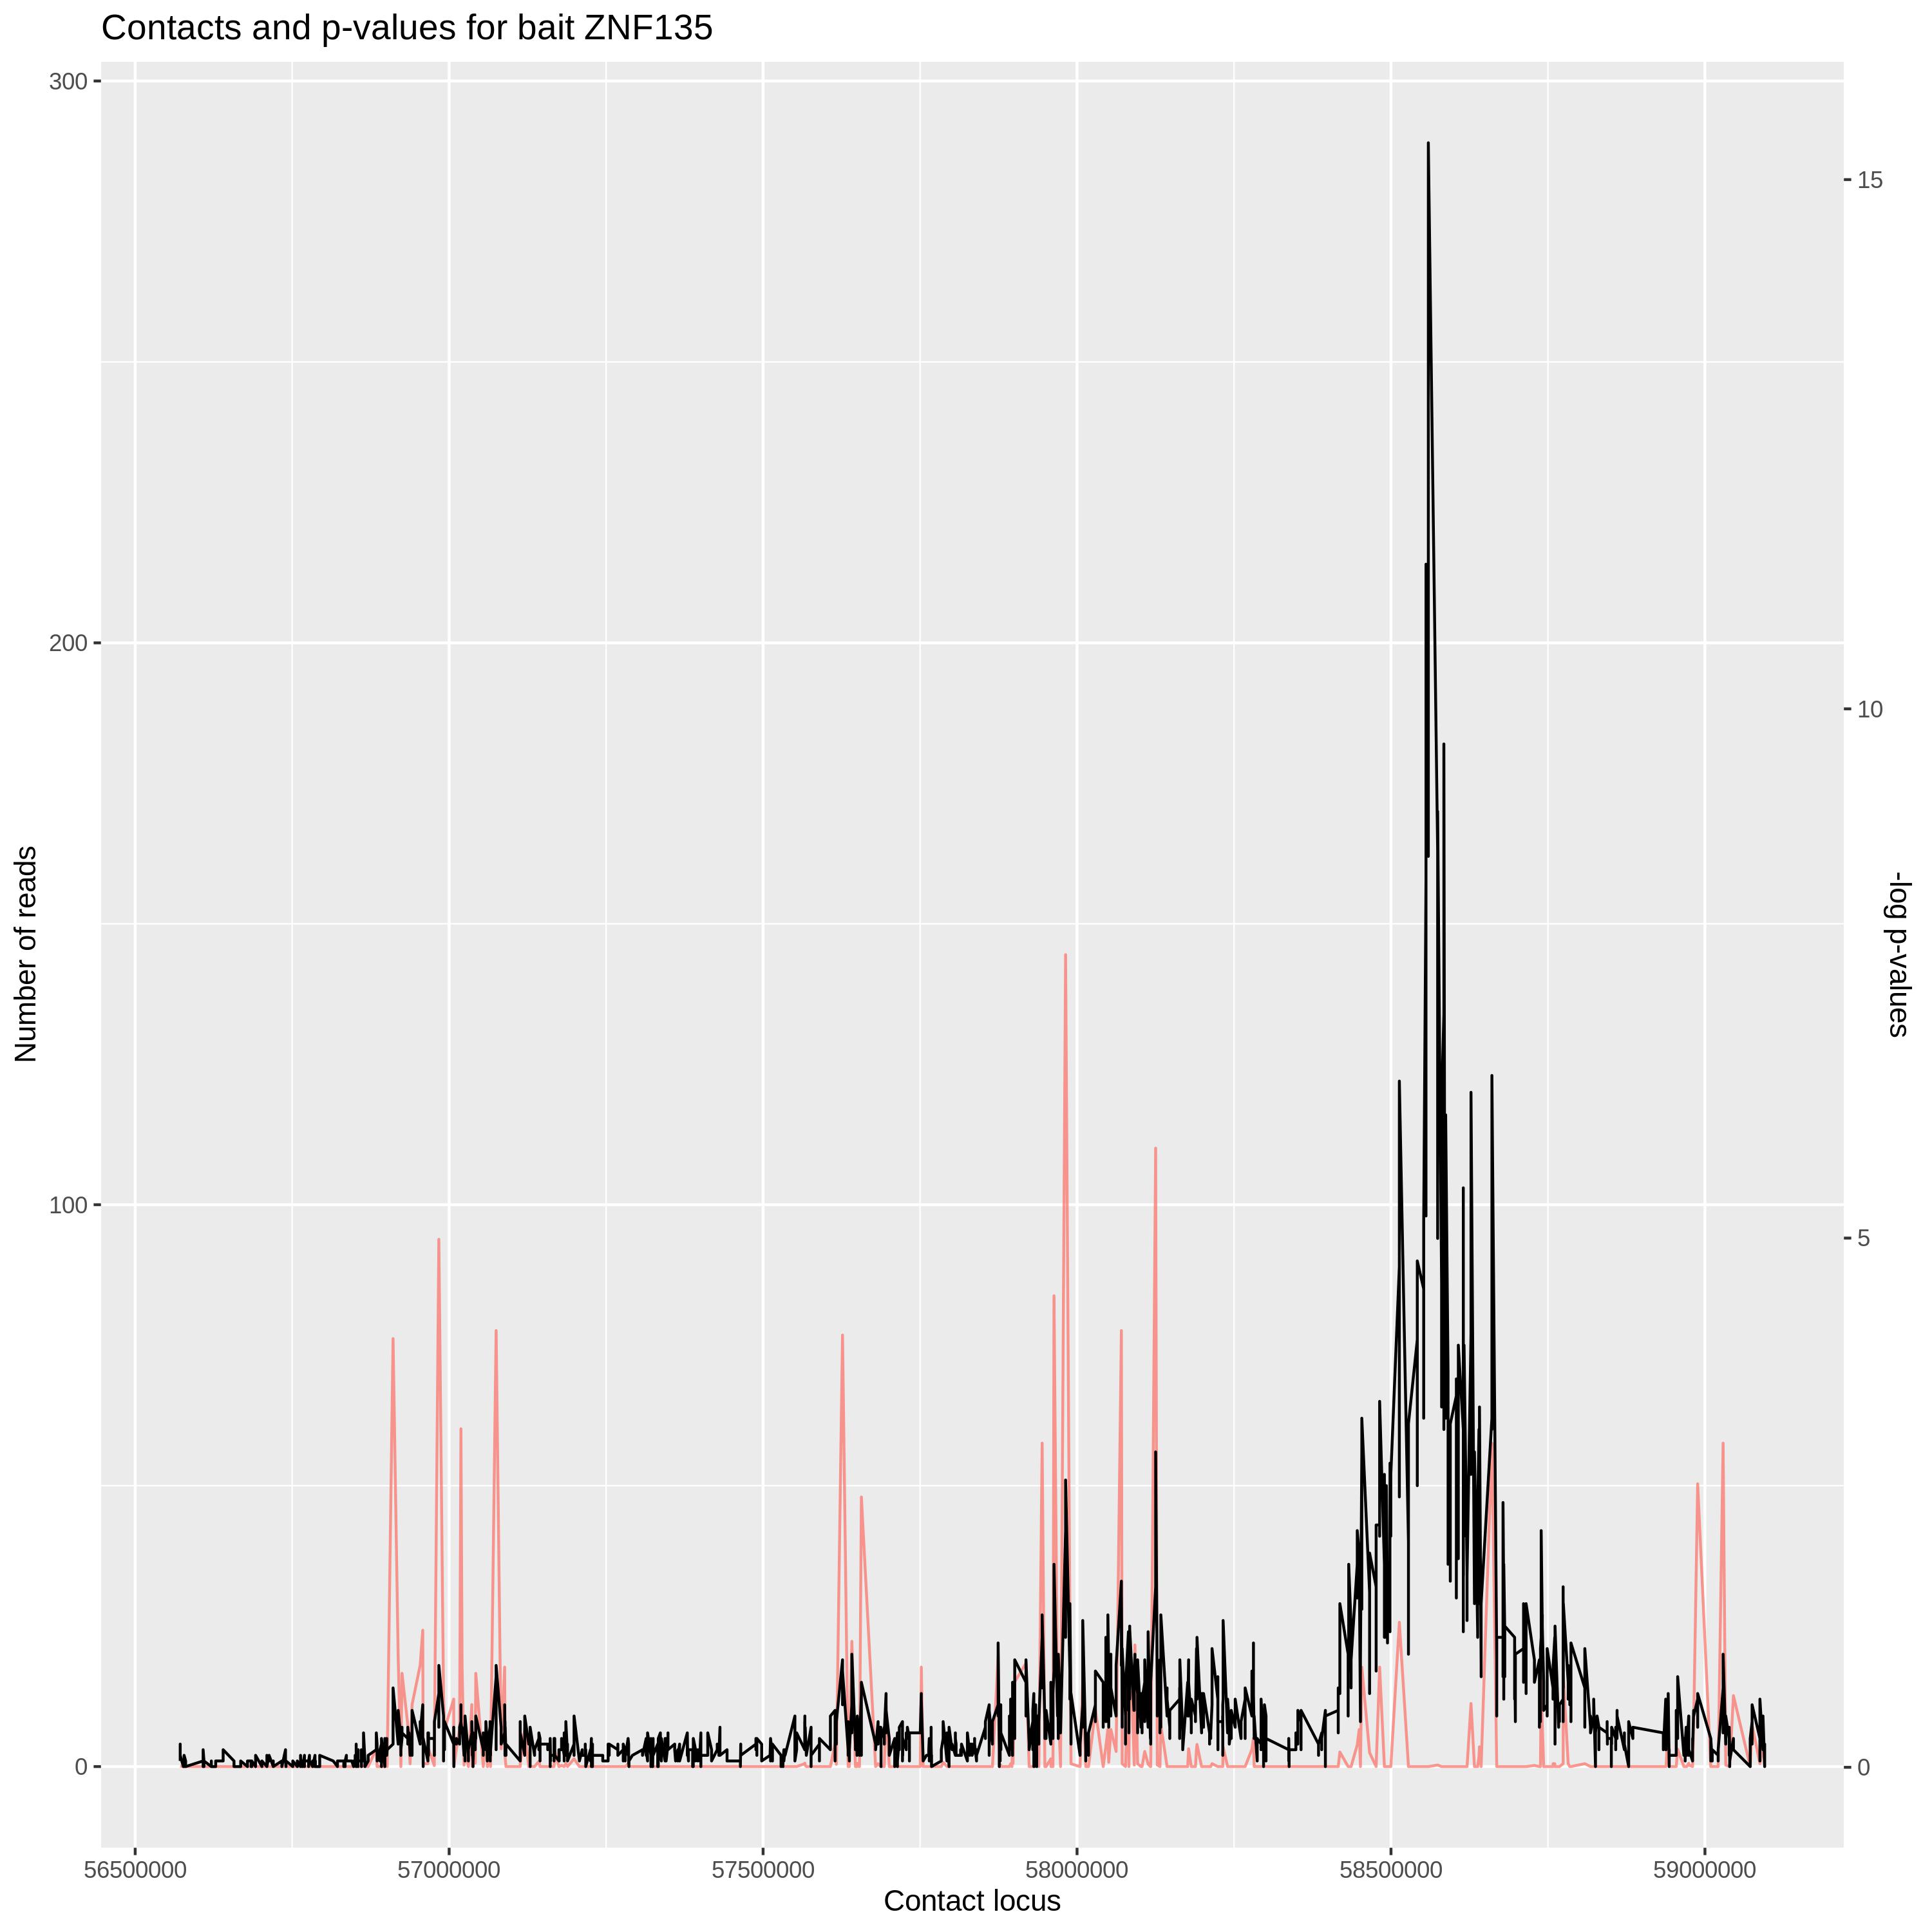 Contacts and p-values for bait ZNF135
300
200
100
0
Number of reads
15
10
5
0
-log p-values
56500000 57000000 57500000 58000000 58500000 59000000
Contact locus